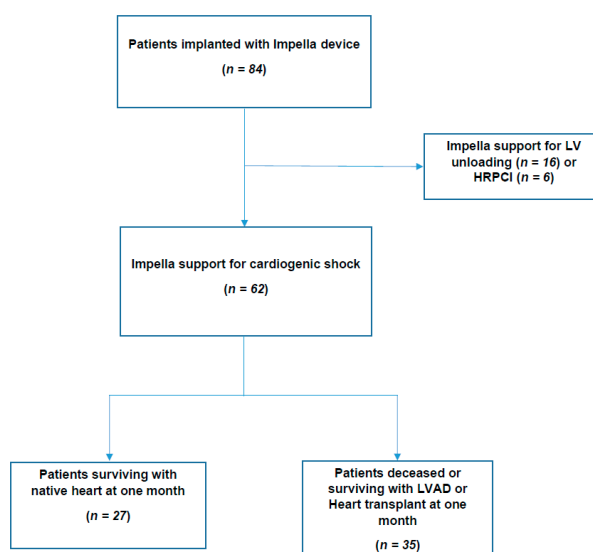 Patients implanted with Impella device
(n = 84)
Impella support for LV
unloading (n = 16) or
HRPCI (n = 6)
Impella support for cardiogenic shock
n = 62)
Patients surviving with
native heart at one month
(n = 27)
Patients deceased or
surviving with LVAD or
Heart transplant at one
month
(n = 35)